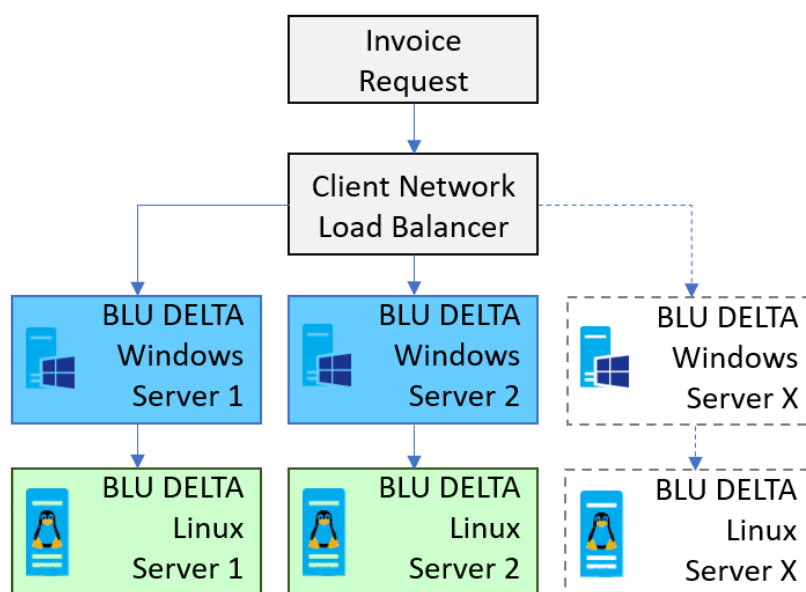 Invoice
Request
Client Network
Load Balancer
BLU DELTA
Windows
Server 1
BLU DELTA
Windows
Server 2
BLU DELTA
Windows
Server X
BLU DELTA
Linux
Server 1
BLU DELTA
Linux
Server 2
BLU DELTA
Linux
Server X